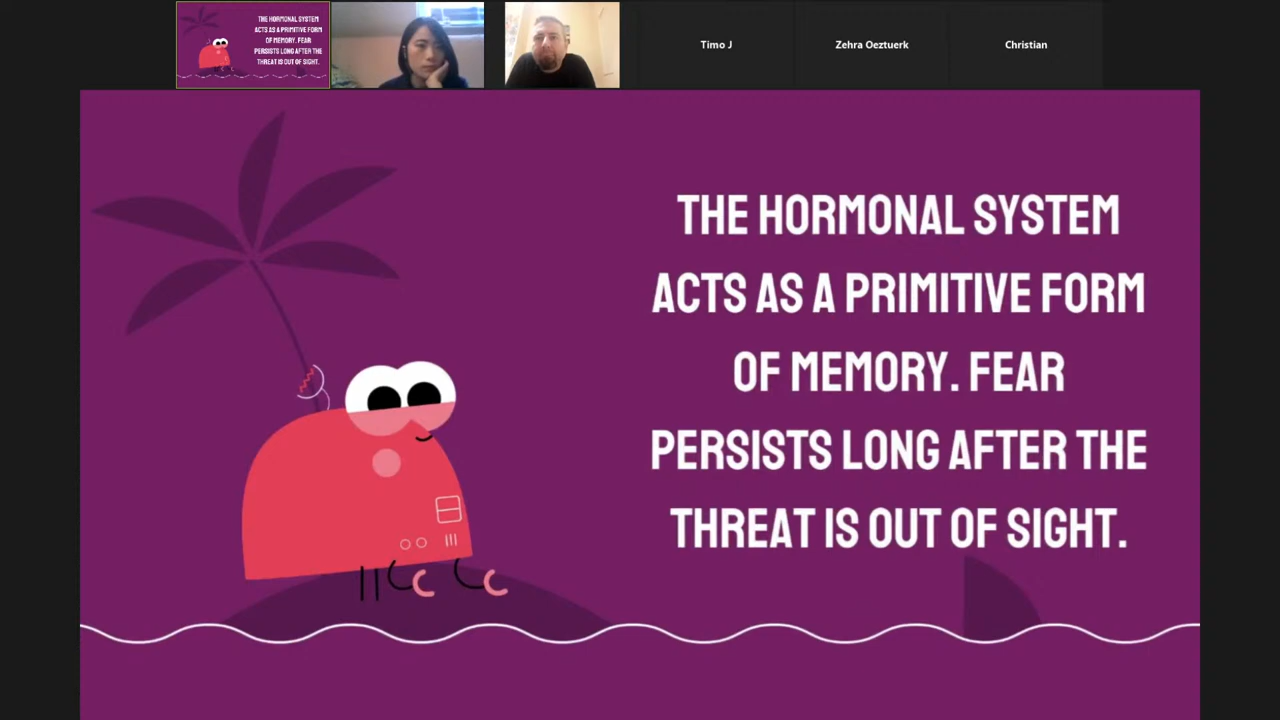 THE HORMONAL SYSTEM
ACTS AS A PRIMITIVE FORM
OF MEMORY. FEAR
PERSISTS LONG AFTER THE
THREAT IS OUT OF SIGHT.
Timo J
Zehra Oeztuerk
Christian
THE HORMONAL SYSTEM
ACTS AS A PRIMITIVE FORM
OF MEMORY. FEAR
PERSISTS LONG AFTER THE
THREAT IS OUT OF SIGHT.